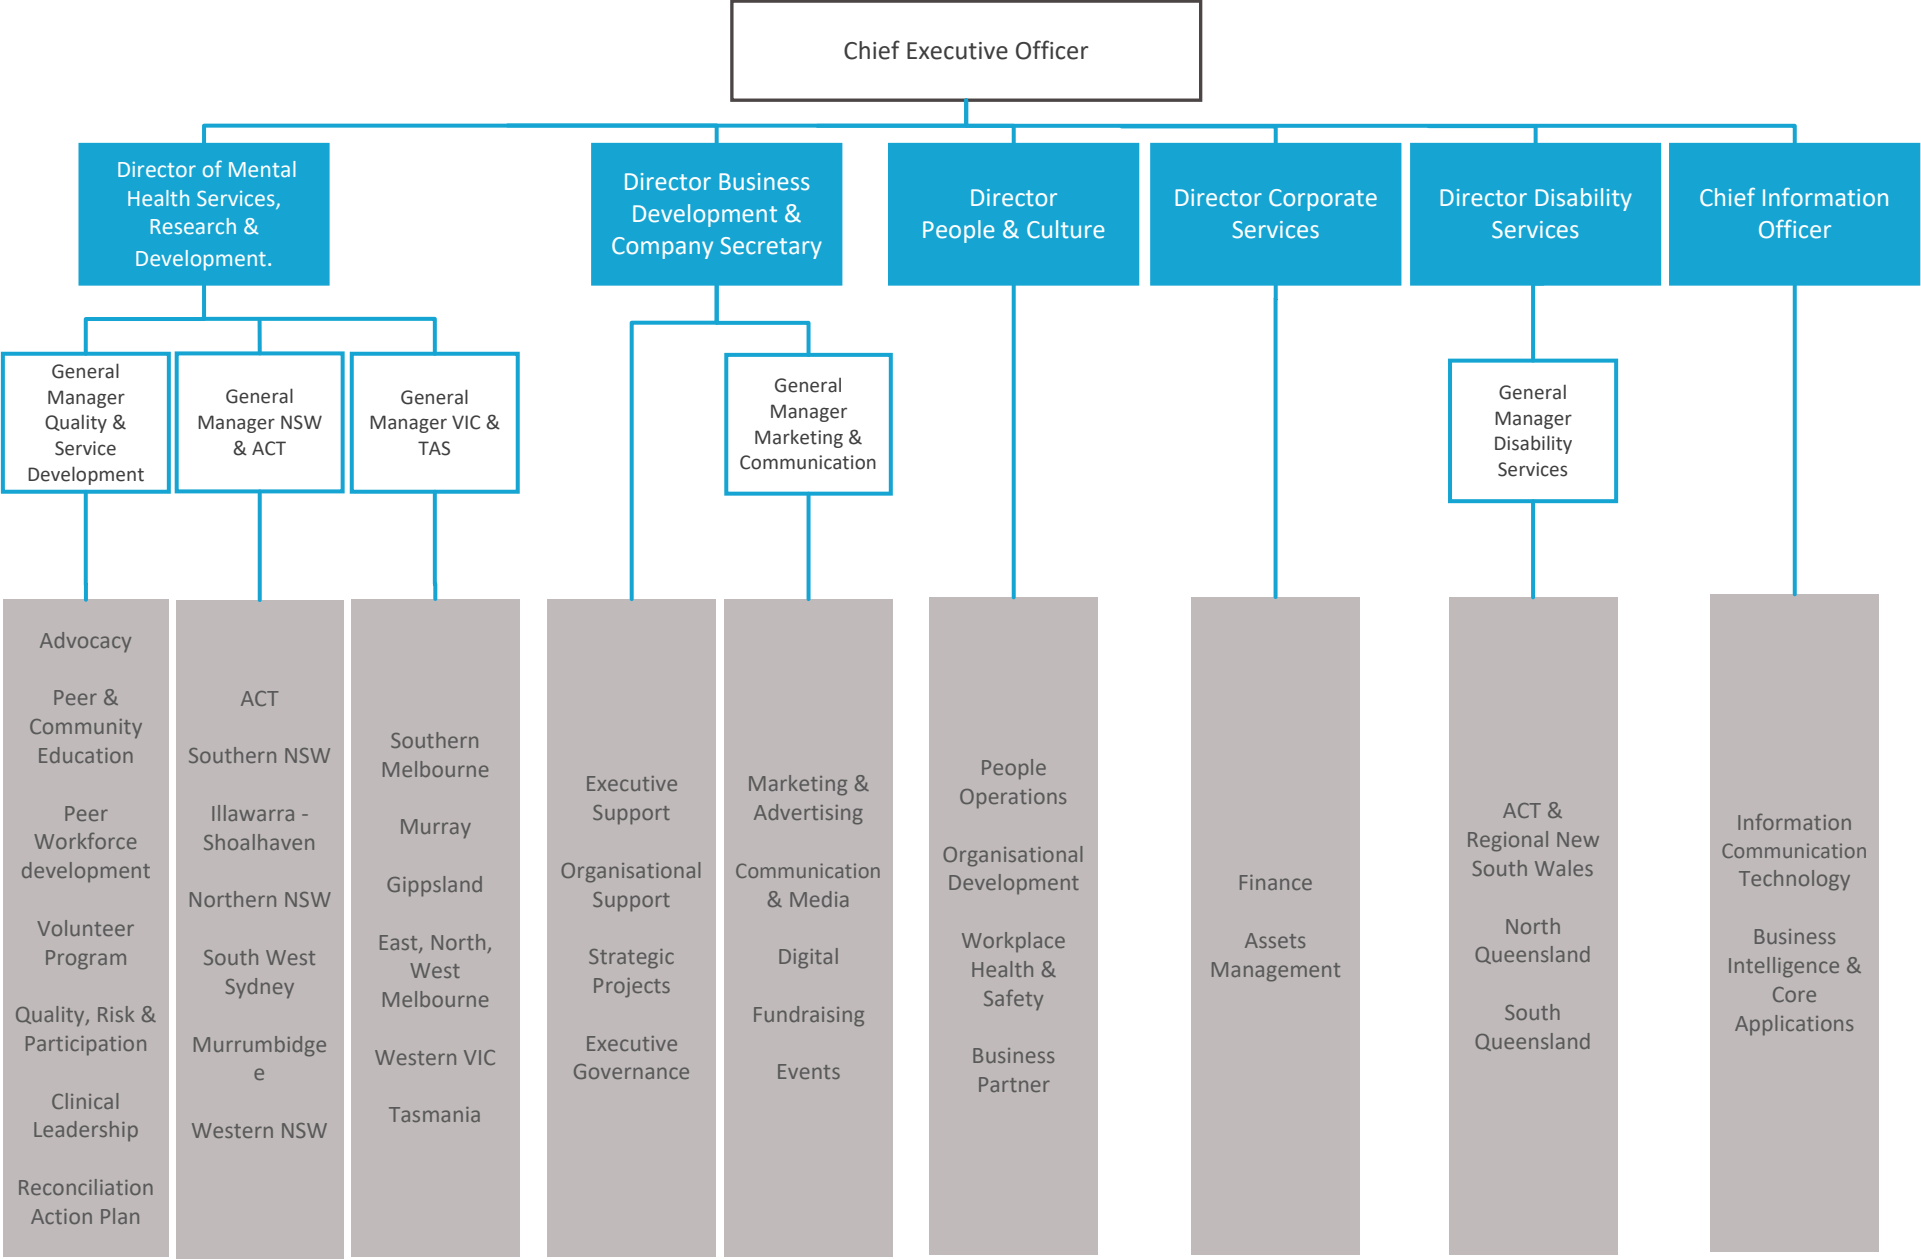 Chief Executive Officer
Director of Mental
Health Services,
Research &
Development.
Director Business
Development &
Company Secretary
Director
People & Culture
Director Corporate
Services
Director Disability
Services
Chief Information
Officer
General
Manager
Quality &
Service
Development
General
Manager NSW
& ACT
General
Manager VIC &
TAS
General
Manager
Marketing &
Communication
General
Manager
Disability
Services
Advocacy
Peer &
Community
Education
Peer
Workforce
development
Volunteer
Program
Quality, Risk &
Participation
Clinical
Leadership
Reconciliation
Action Plan
ACT
Southern NSW
Illawarra -
Shoalhaven
Northern NSW
South West
Sydney
Murrumbidge
e
Western NSW
Southern
Melbourne
Murray
Gippsland
East, North,
West
Melbourne
Western VIC
Tasmania
Executive
Support
Organisational
Support
Strategic
Projects
Executive
Governance
Marketing &
Advertising
Communication
& Media
Digital
Fundraising
Events
People
Operations
Organisational
Development
Workplace
Health &
Safety
Business
Partner
Finance
Assets
Management
ACT &
Regional New
South Wales
North
Queensland
South
Queensland
Information
Communication
Technology
Business
Intelligence &
Core
Applications